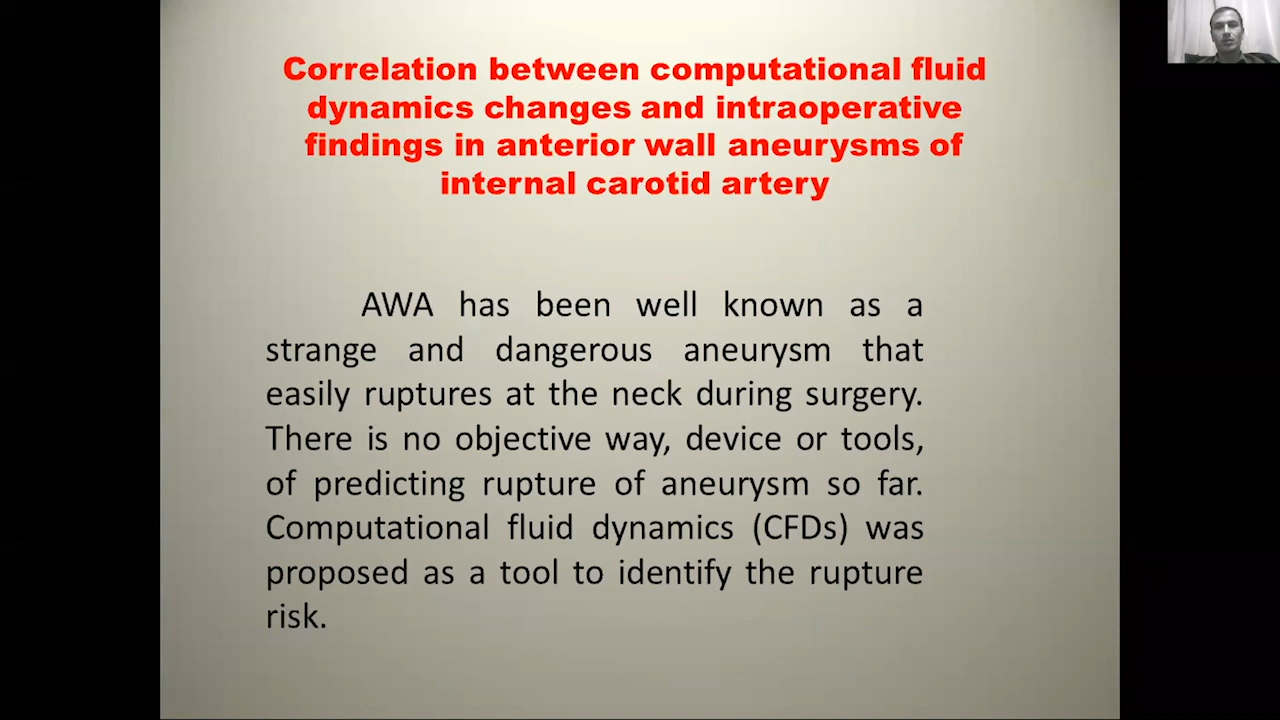 Correlation between computational fluid
dynamics changes and intraoperative
findings in anterior wall aneurysms of
internal carotid artery
AWA has been well known as a
strange and dangerous aneurysm that
easily ruptures at the neck during surgery.
There is no objective way, device or tools,
of predicting rupture of aneurysm so far.
Computational fluid dynamics (CFDs) was
proposed as a tool to identify the rupture
risk.